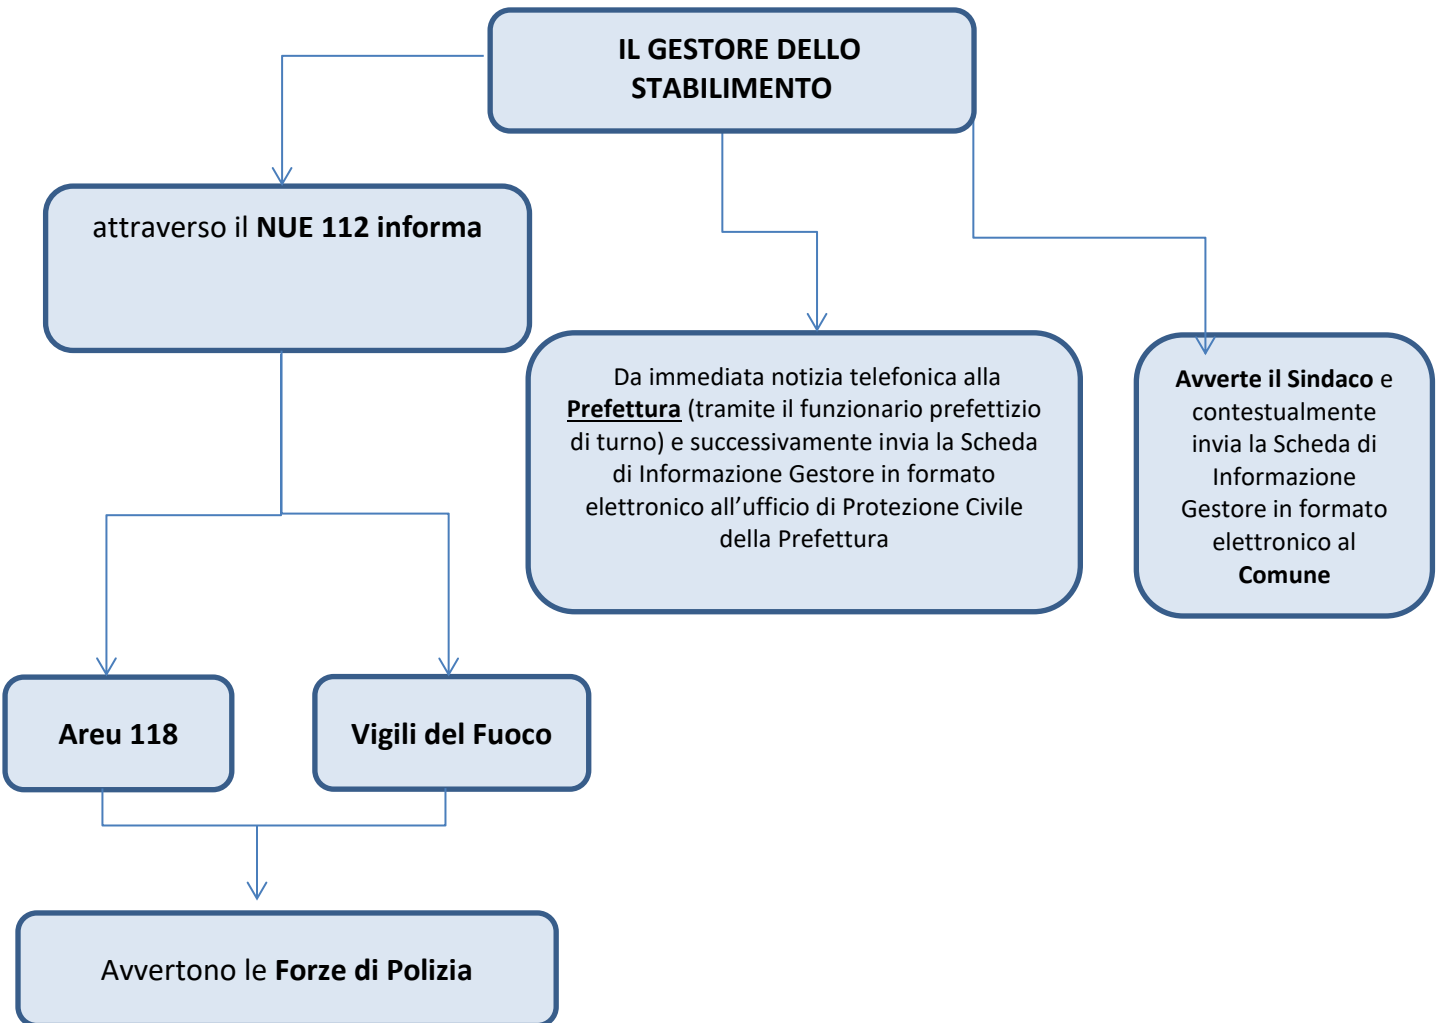 IL GESTORE DELLO
STABILIMENTO
attraverso il NUE 112 informa
Da immediata notizia telefonica alla
Prefettura (tramite il funzionario prefettizio
di turno) e successivamente invia la Scheda
di Informazione Gestore in formato
elettronico all’ufficio di Protezione Civile
della Prefettura
Avverte il Sindaco e
contestualmente
invia la Scheda di
Informazione
Gestore in formato
elettronico al
Comune
Areu 118
Vigili del Fuoco
Avvertono le Forze di Polizia